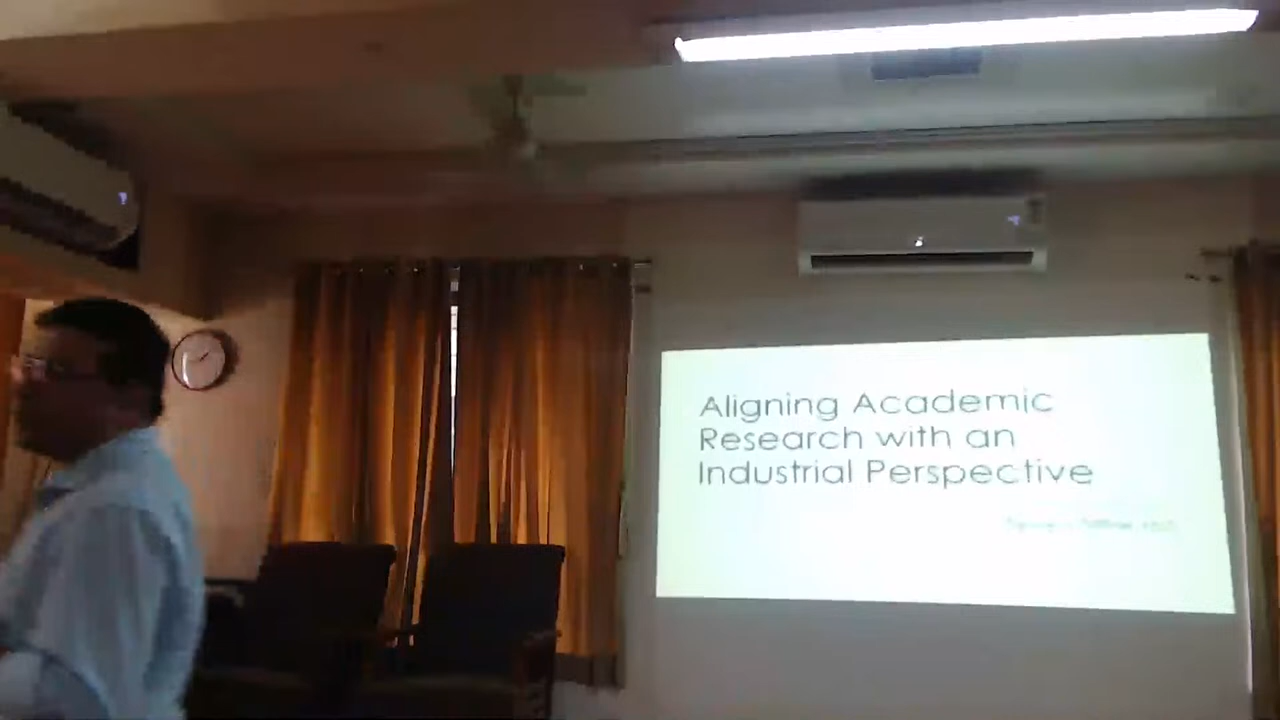 Aligning Academic
Research with an
Industrial Perspective